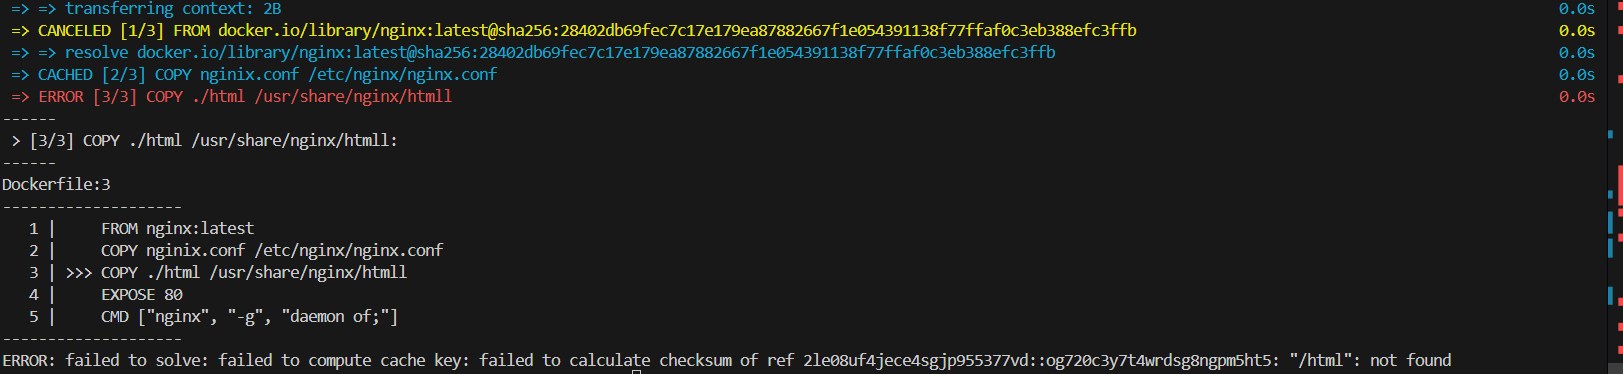 => => transferring context: 2B 0.0s
=> CANCELED [1/3] FROM docker.io/library/nginx:latest@sha256:28402db69fec7c17e179ea87882667f1e054391138f77ffaf0c3eb388efc3ffb 0.0s
=> => resolve docker.io/library/nginx:latest@sha256:28402db69fec7c17e179ea87882667f1e054391138f77ffaf0c3eb388efc3ffb 0.0s
=> CACHED [2/3] COPY nginix.conf /etc/nginx/nginx.conf 0.0s
=> ERROR [3/3] COPY ./html /usr/share/nginx/htmll 0.0s
------
> [3/3] COPY ./html /usr/share/nginx/htmll:
------
Dockerfile:3
--------------------
1 | FROM nginx:latest
2 | COPY nginix.conf /etc/nginx/nginx.conf
3 | >>> COPY ./html /usr/share/nginx/htmll
4 | EXPOSE 80
5 | CMD ["nginx", "-g", "daemon of;"]
--------------------
ERROR: failed to solve: failed to compute cache key: failed to calculate checksum of ref 2le08uf4jece4sgjp955377vd::og720c3y7t4wrdsg8ngpm5ht5: "/html": not found